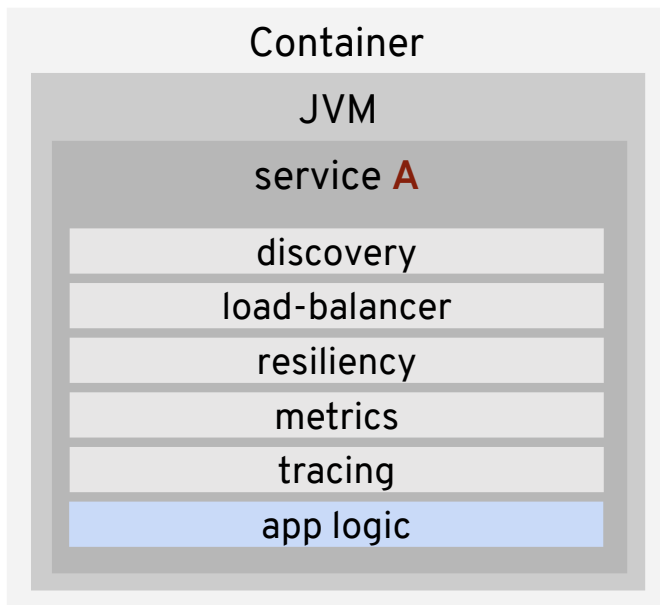 Container
JVM
service A
discovery
load-balancer
resiliency
metrics
tracing
app logic